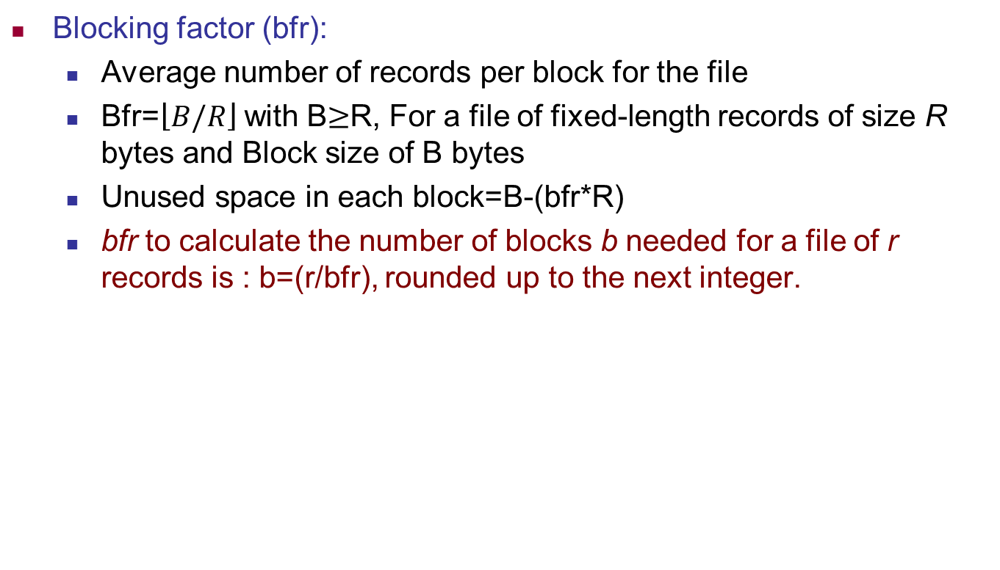 Blocking factor (bfr):
Average number of records per block for the file
Bfr=⌊B/R⌋ with B≥R, For a file of fixed-length records of size R
bytes and Block size of B bytes
Unused space in each block=B-(bfr*R)
bfr to calculate the number of blocks b needed for a file of r
records is : b=(r/bfr), rounded up to the next integer.